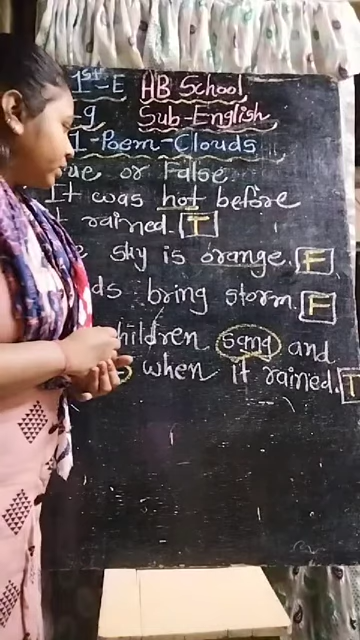 1st-E HB School
g Sub-English
1-Poem-Clouds
ue or False.
It was hot before
t rained. T
e sky is orange. F
ds bring storm. F
hildren sang and
when it rained. T